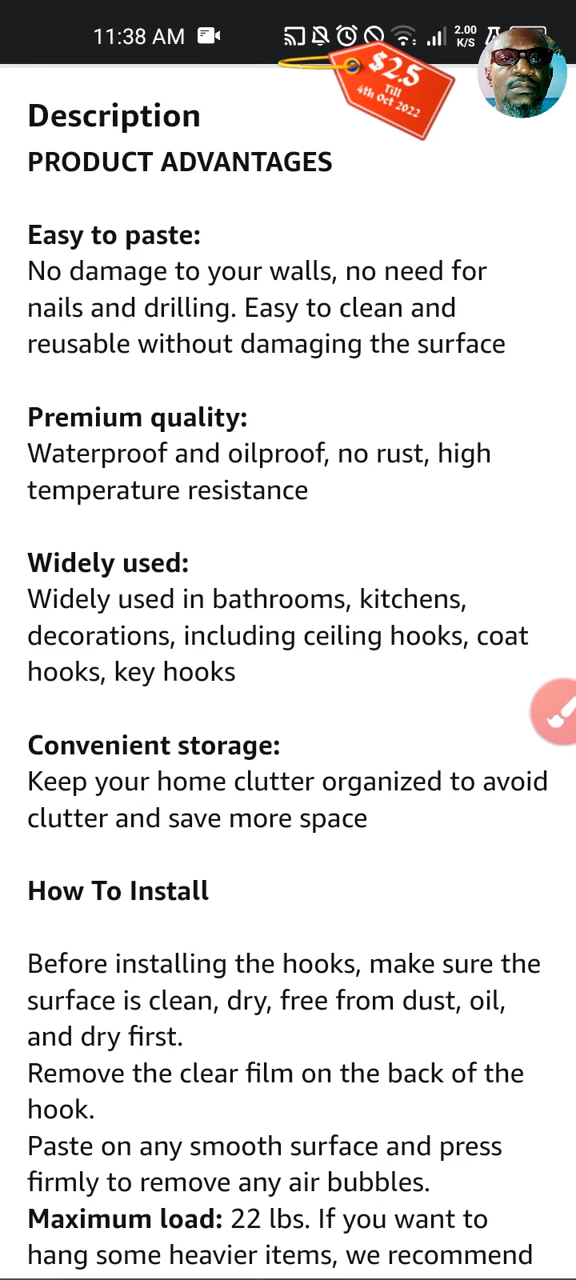 11:38 AM
2.00
K/S
$2.5
Till
4th Oct 2022
Description
PRODUCT ADVANTAGES
Easy to paste:
No damage to your walls, no need for
nails and drilling. Easy to clean and
reusable without damaging the surface
Premium quality:
Waterproof and oilproof, no rust, high
temperature resistance
Widely used:
Widely used in bathrooms, kitchens,
decorations, including ceiling hooks, coat
hooks, key hooks
Convenient storage:
Keep your home clutter organized to avoid
clutter and save more space
How To Install
Before installing the hooks, make sure the
surface is clean, dry, free from dust, oil,
and dry first.
Remove the clear film on the back of the
hook.
Paste on any smooth surface and press
firmly to remove any air bubbles.
Maximum load: 22 lbs. If you want to
hang some heavier items, we recommend